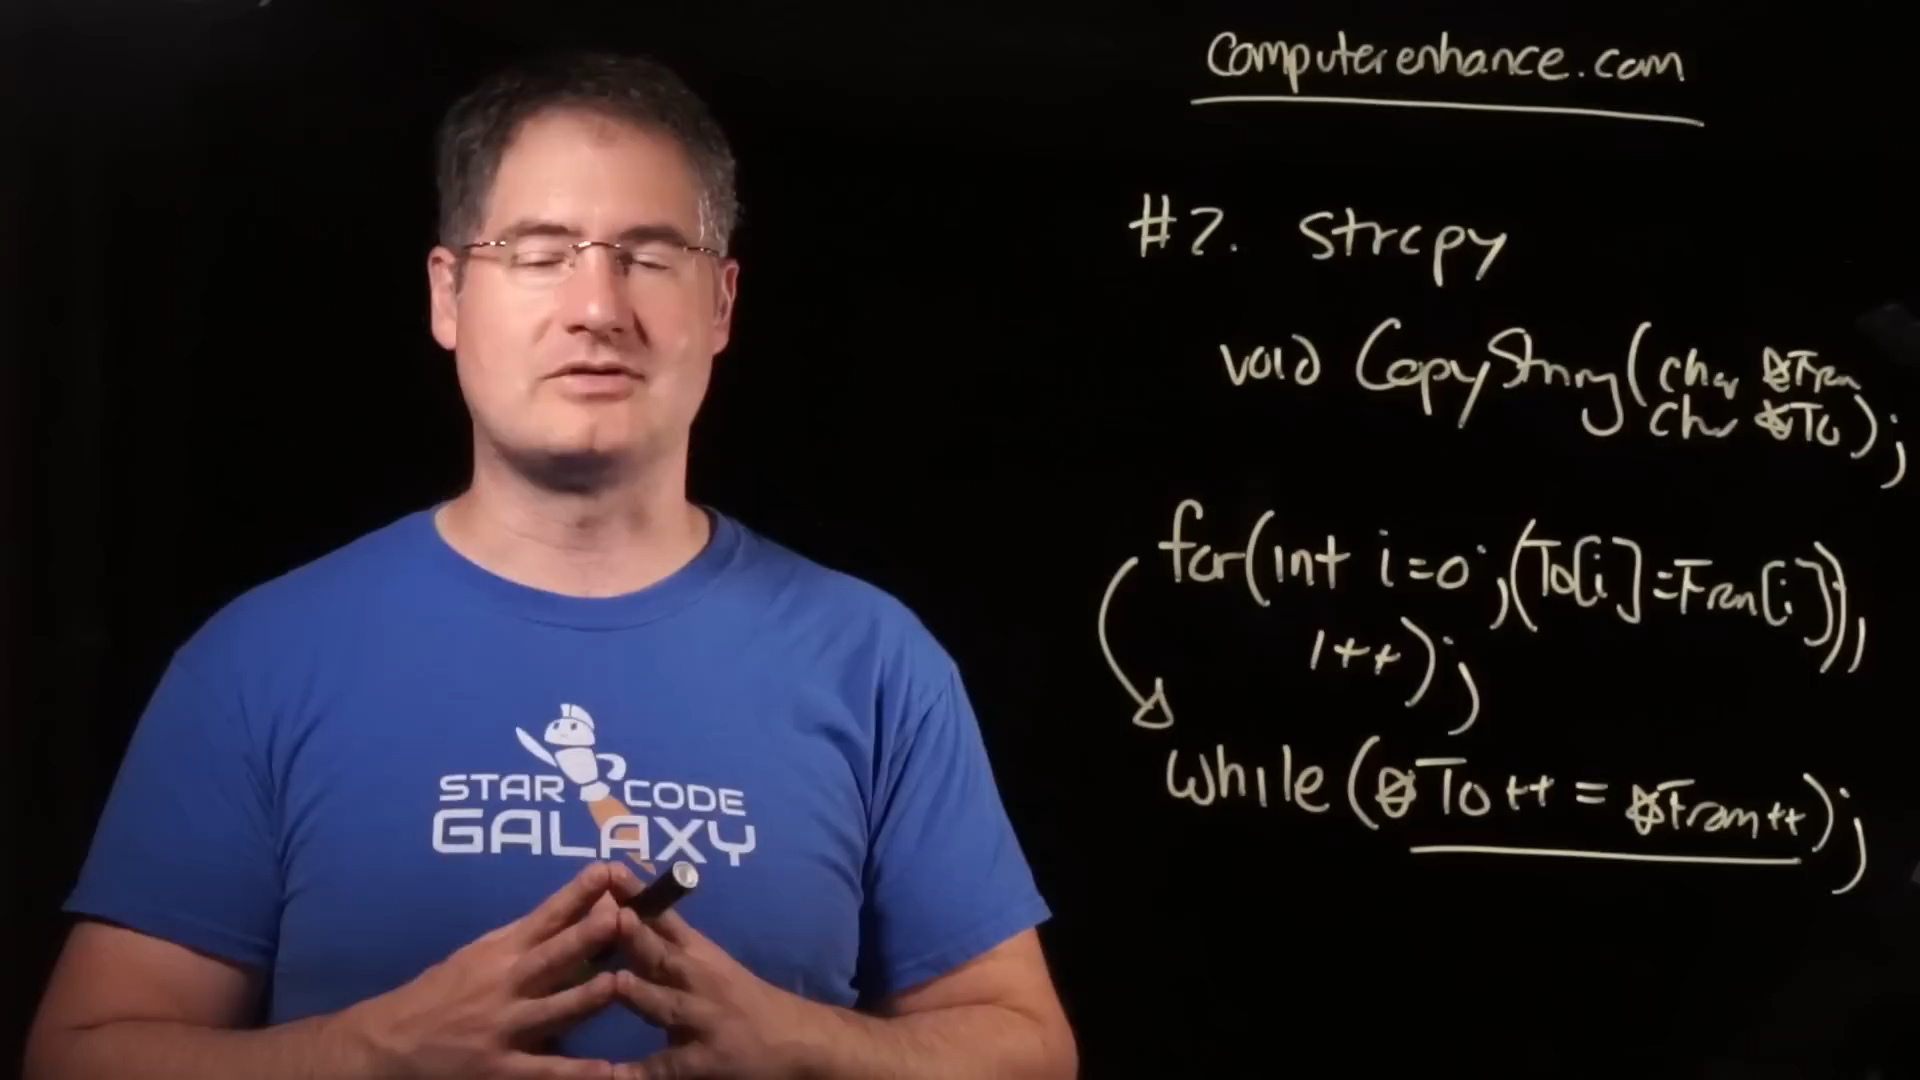 computerenhance.com
#2. strcpy
void CopyString(char *From
char *To);
for(int i=0;(To[i]=From[i]);
i++);
while (*To++ = *From++);
STAR CODE
GALAXY